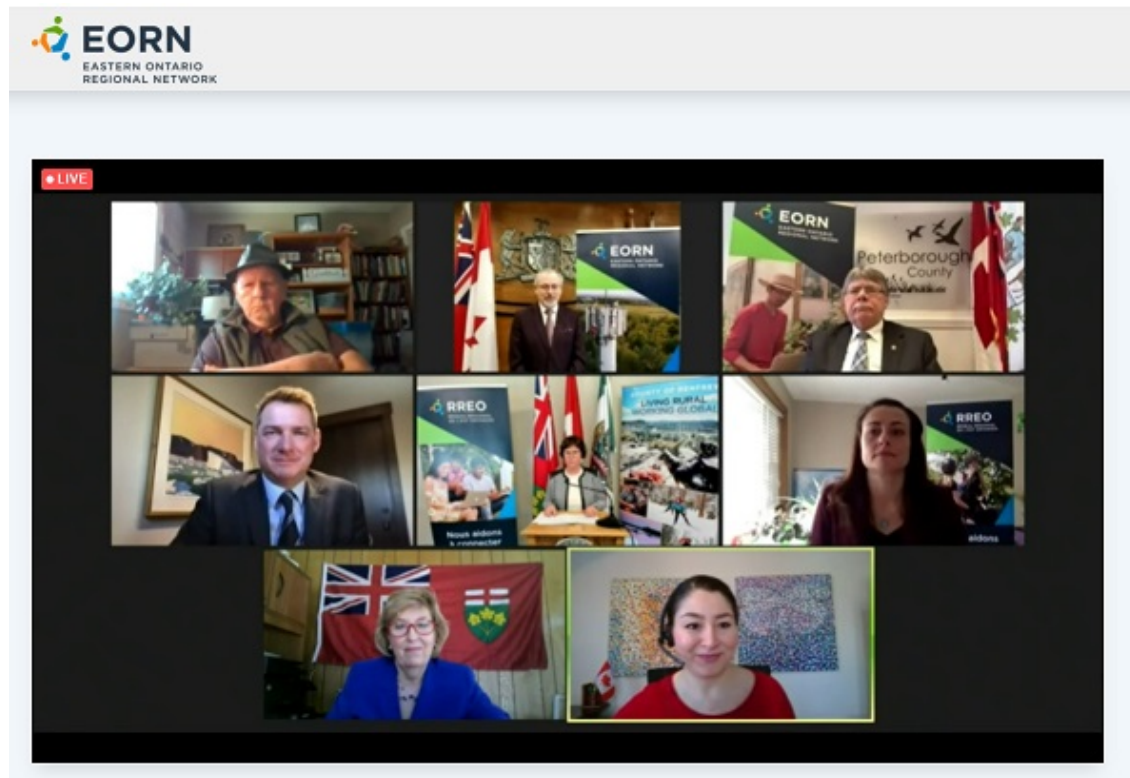 EORN
EASTERN ONTARIO
REGIONAL NETWORK
LIVE
EORN
EASTERN ONTARIO
REGIONAL NETWORK
EORN
EASTERN ONTARIO
REGIONAL NETWORK
Peterborough
County
RREO
COUNTY OF RENFREW
LIVING RURAL
WORKING GLOBAL
Nous aidons
à connecter
RREO
aidons